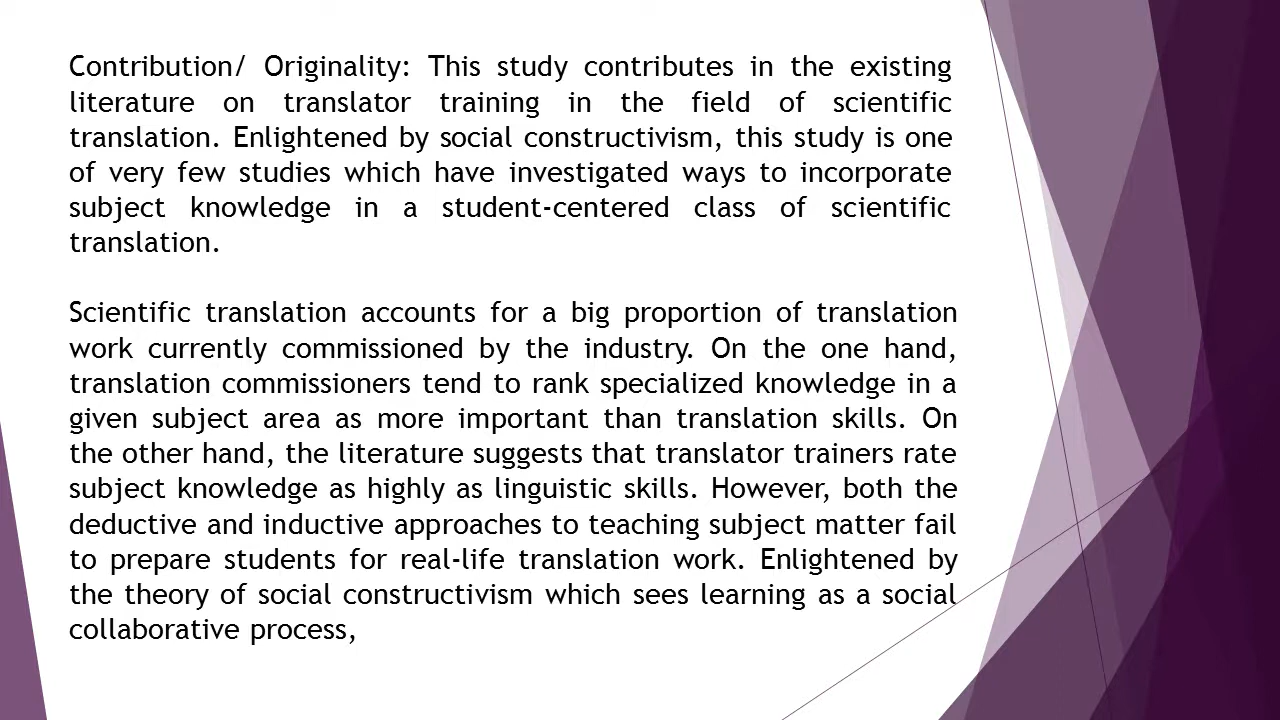 Contribution/ Originality: This study contributes in the existing
literature on translator training in the field of scientific
translation. Enlightened by social constructivism, this study is one
of very few studies which have investigated ways to incorporate
subject knowledge in a student-centered class of scientific
translation.
Scientific translation accounts for a big proportion of translation
work currently commissioned by the industry. On the one hand,
translation commissioners tend to rank specialized knowledge in a
given subject area as more important than translation skills. On
the other hand, the literature suggests that translator trainers rate
subject knowledge as highly as linguistic skills. However, both the
deductive and inductive approaches to teaching subject matter fail
to prepare students for real-life translation work. Enlightened by
the theory of social constructivism which sees learning as a social
collaborative process,